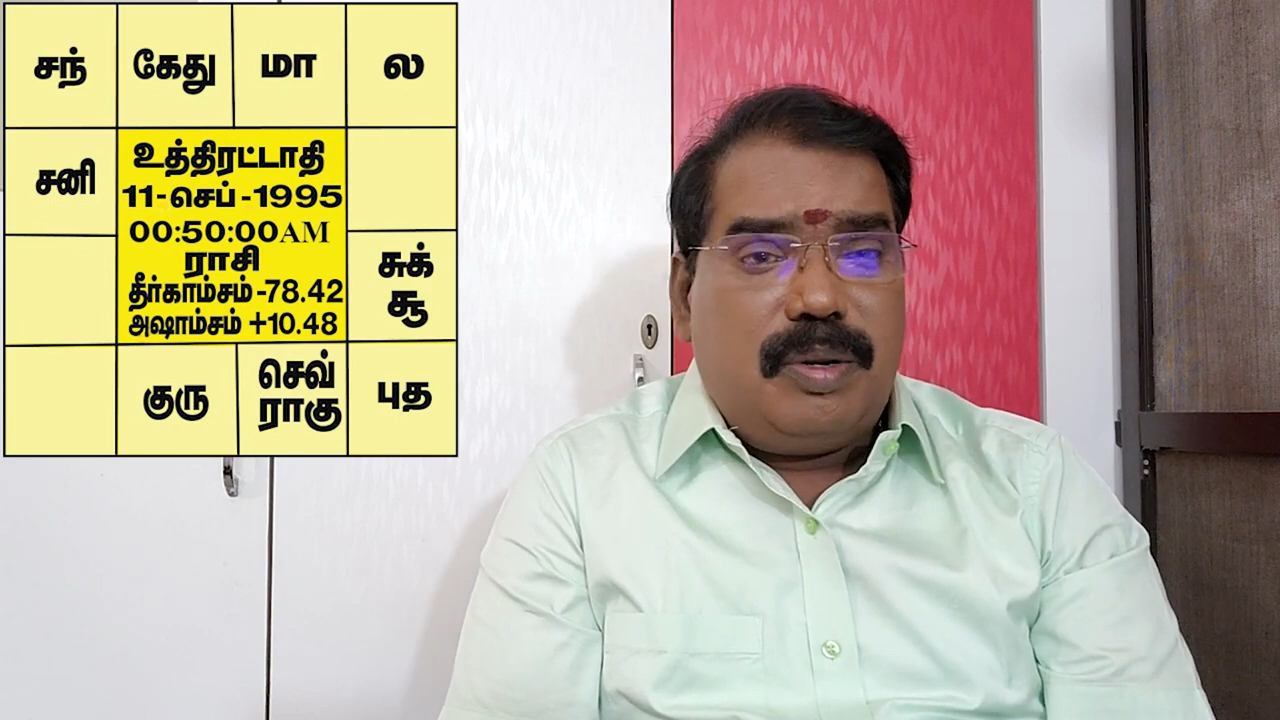 சந் கேது மா ல
சனி
உத்திரட்டாதி
11-செப்-1995
00:50:00AM
ராசி
தீர்காம்சம் -78.42
அஷாம்சம் +10.48
சுக்
சூ
குரு
செவ்
ராகு
புத